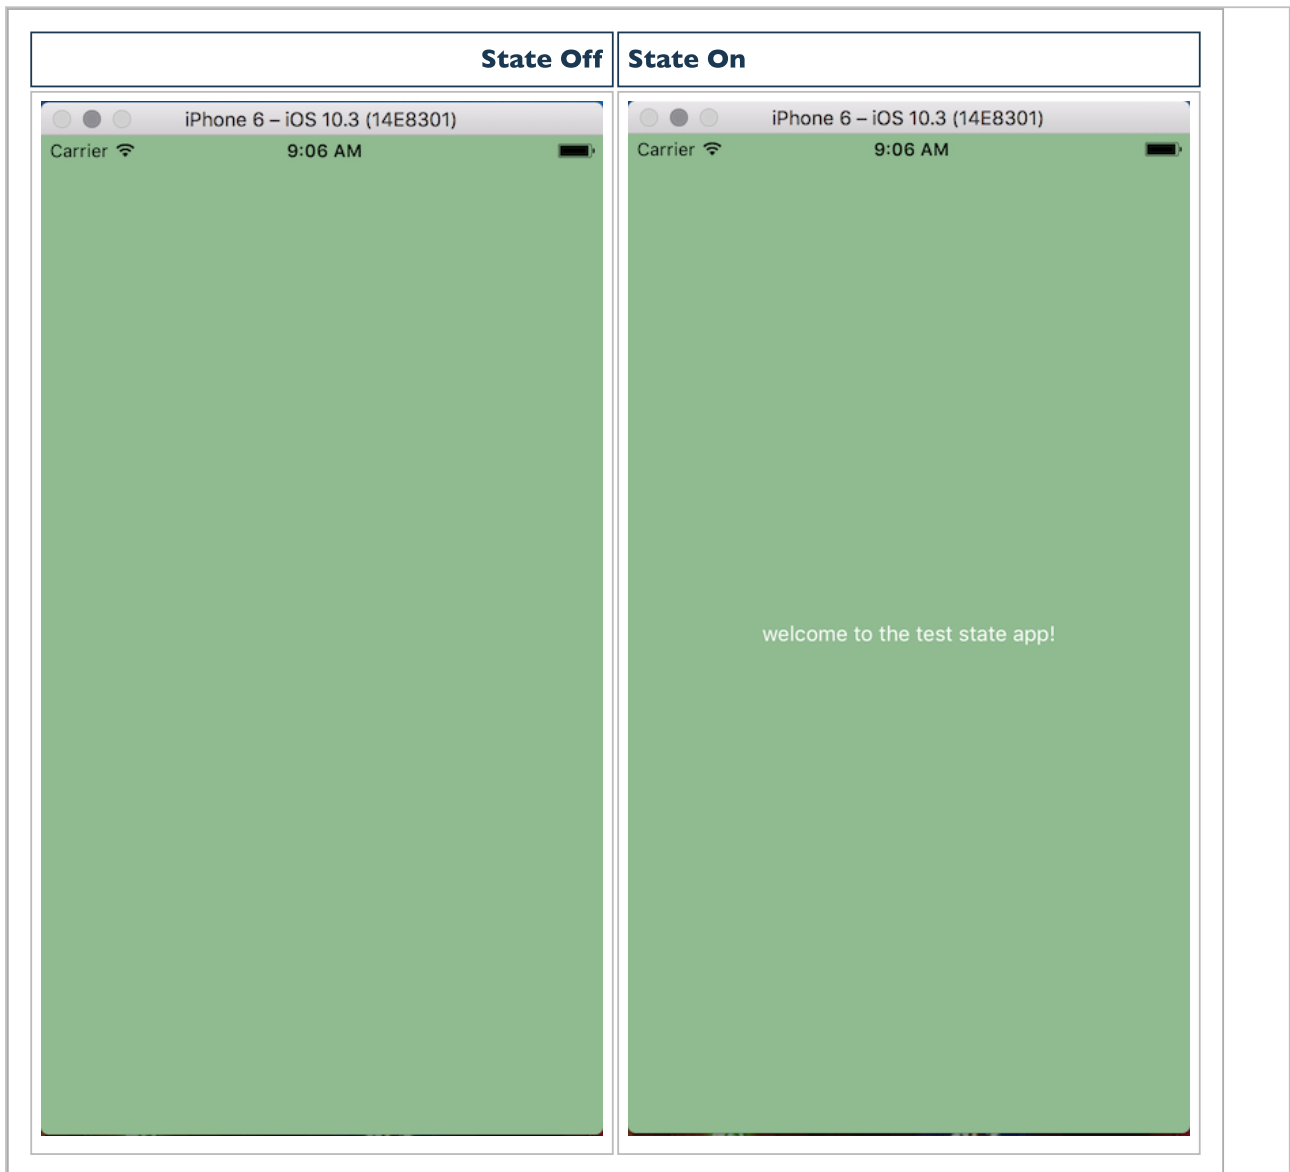 State Off
State On
iPhone 6 – iOS 10.3 (14E8301)
Carrier 9:06 AM
iPhone 6 – iOS 10.3 (14E8301)
Carrier 9:06 AM
welcome to the test state app!